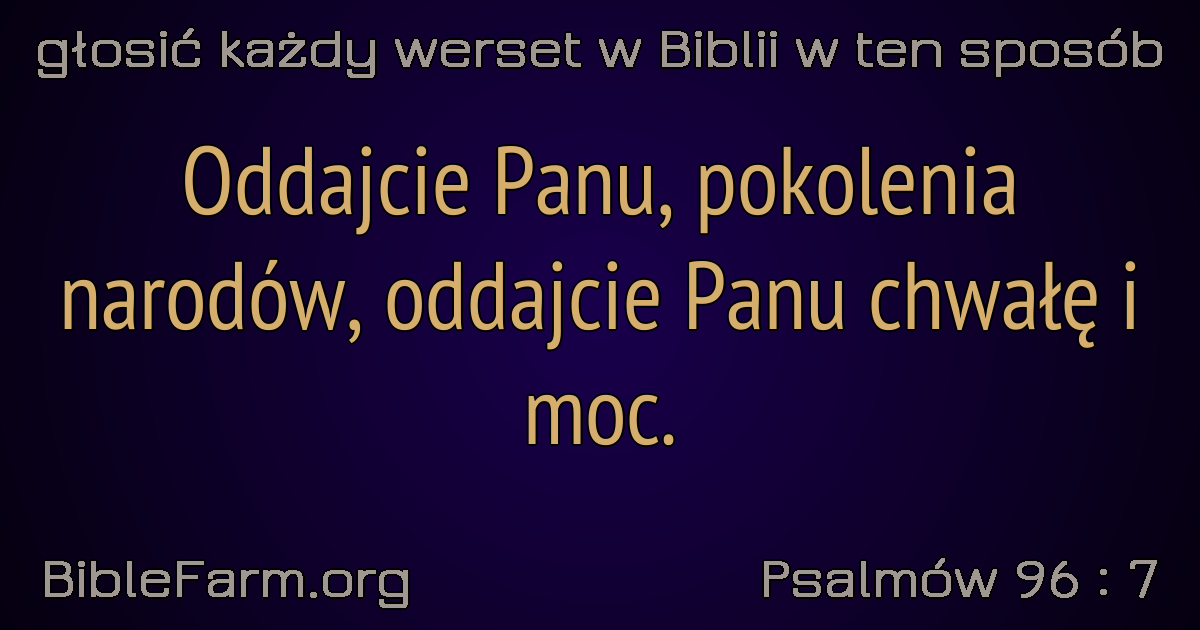 głosić każdy werset w Biblii w ten sposób
Oddajcie Panu, pokolenia
narodów, oddajcie Panu chwałę i
moc.
BibleFarm.org
Psalmów 96 : 7